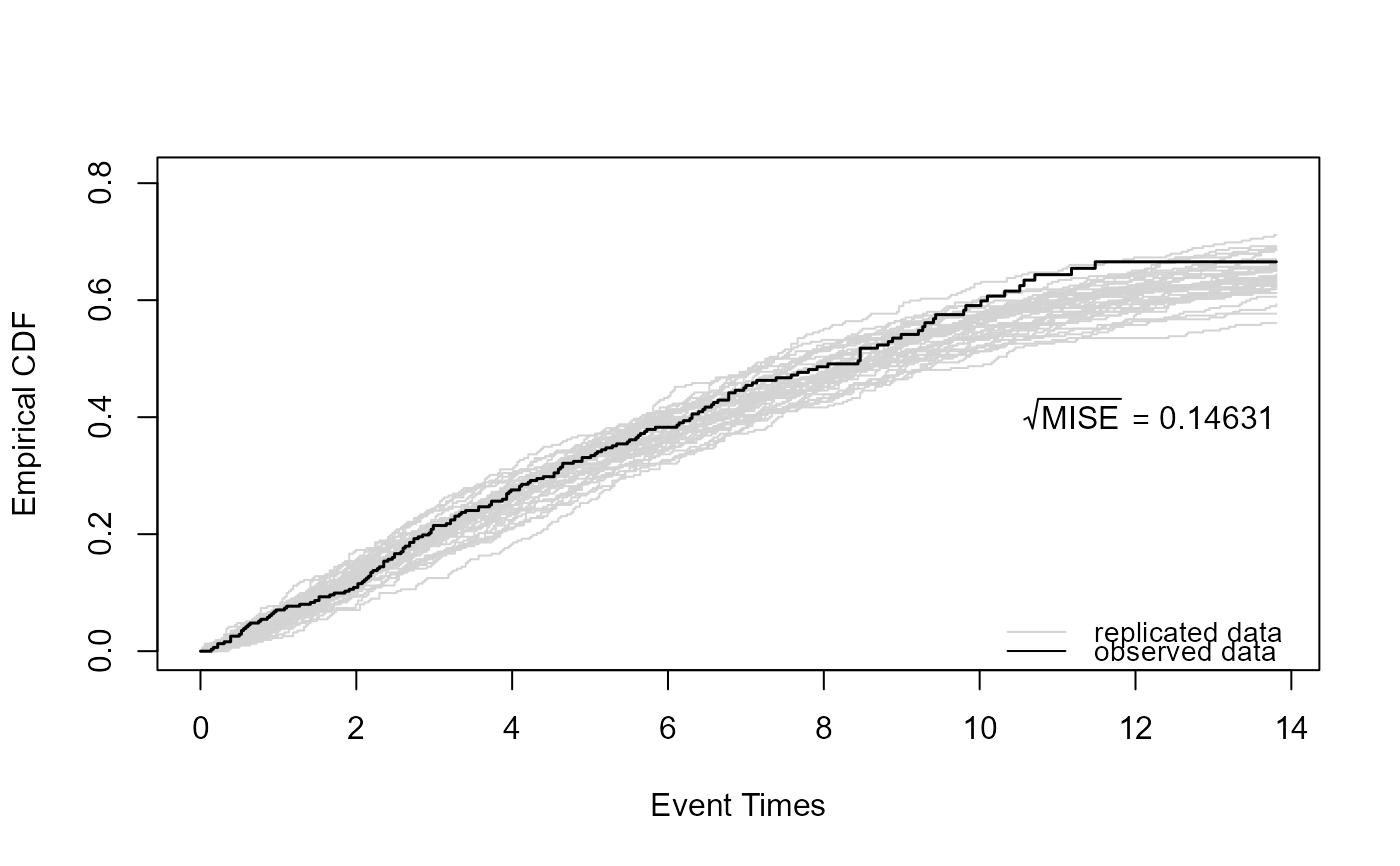 Empirical CDF
0.8
0.6
0.4
0.2
0.0
√MISE = 0.14631
replicated data
observed data
0 2 4 6 8 10 12 14
Event Times